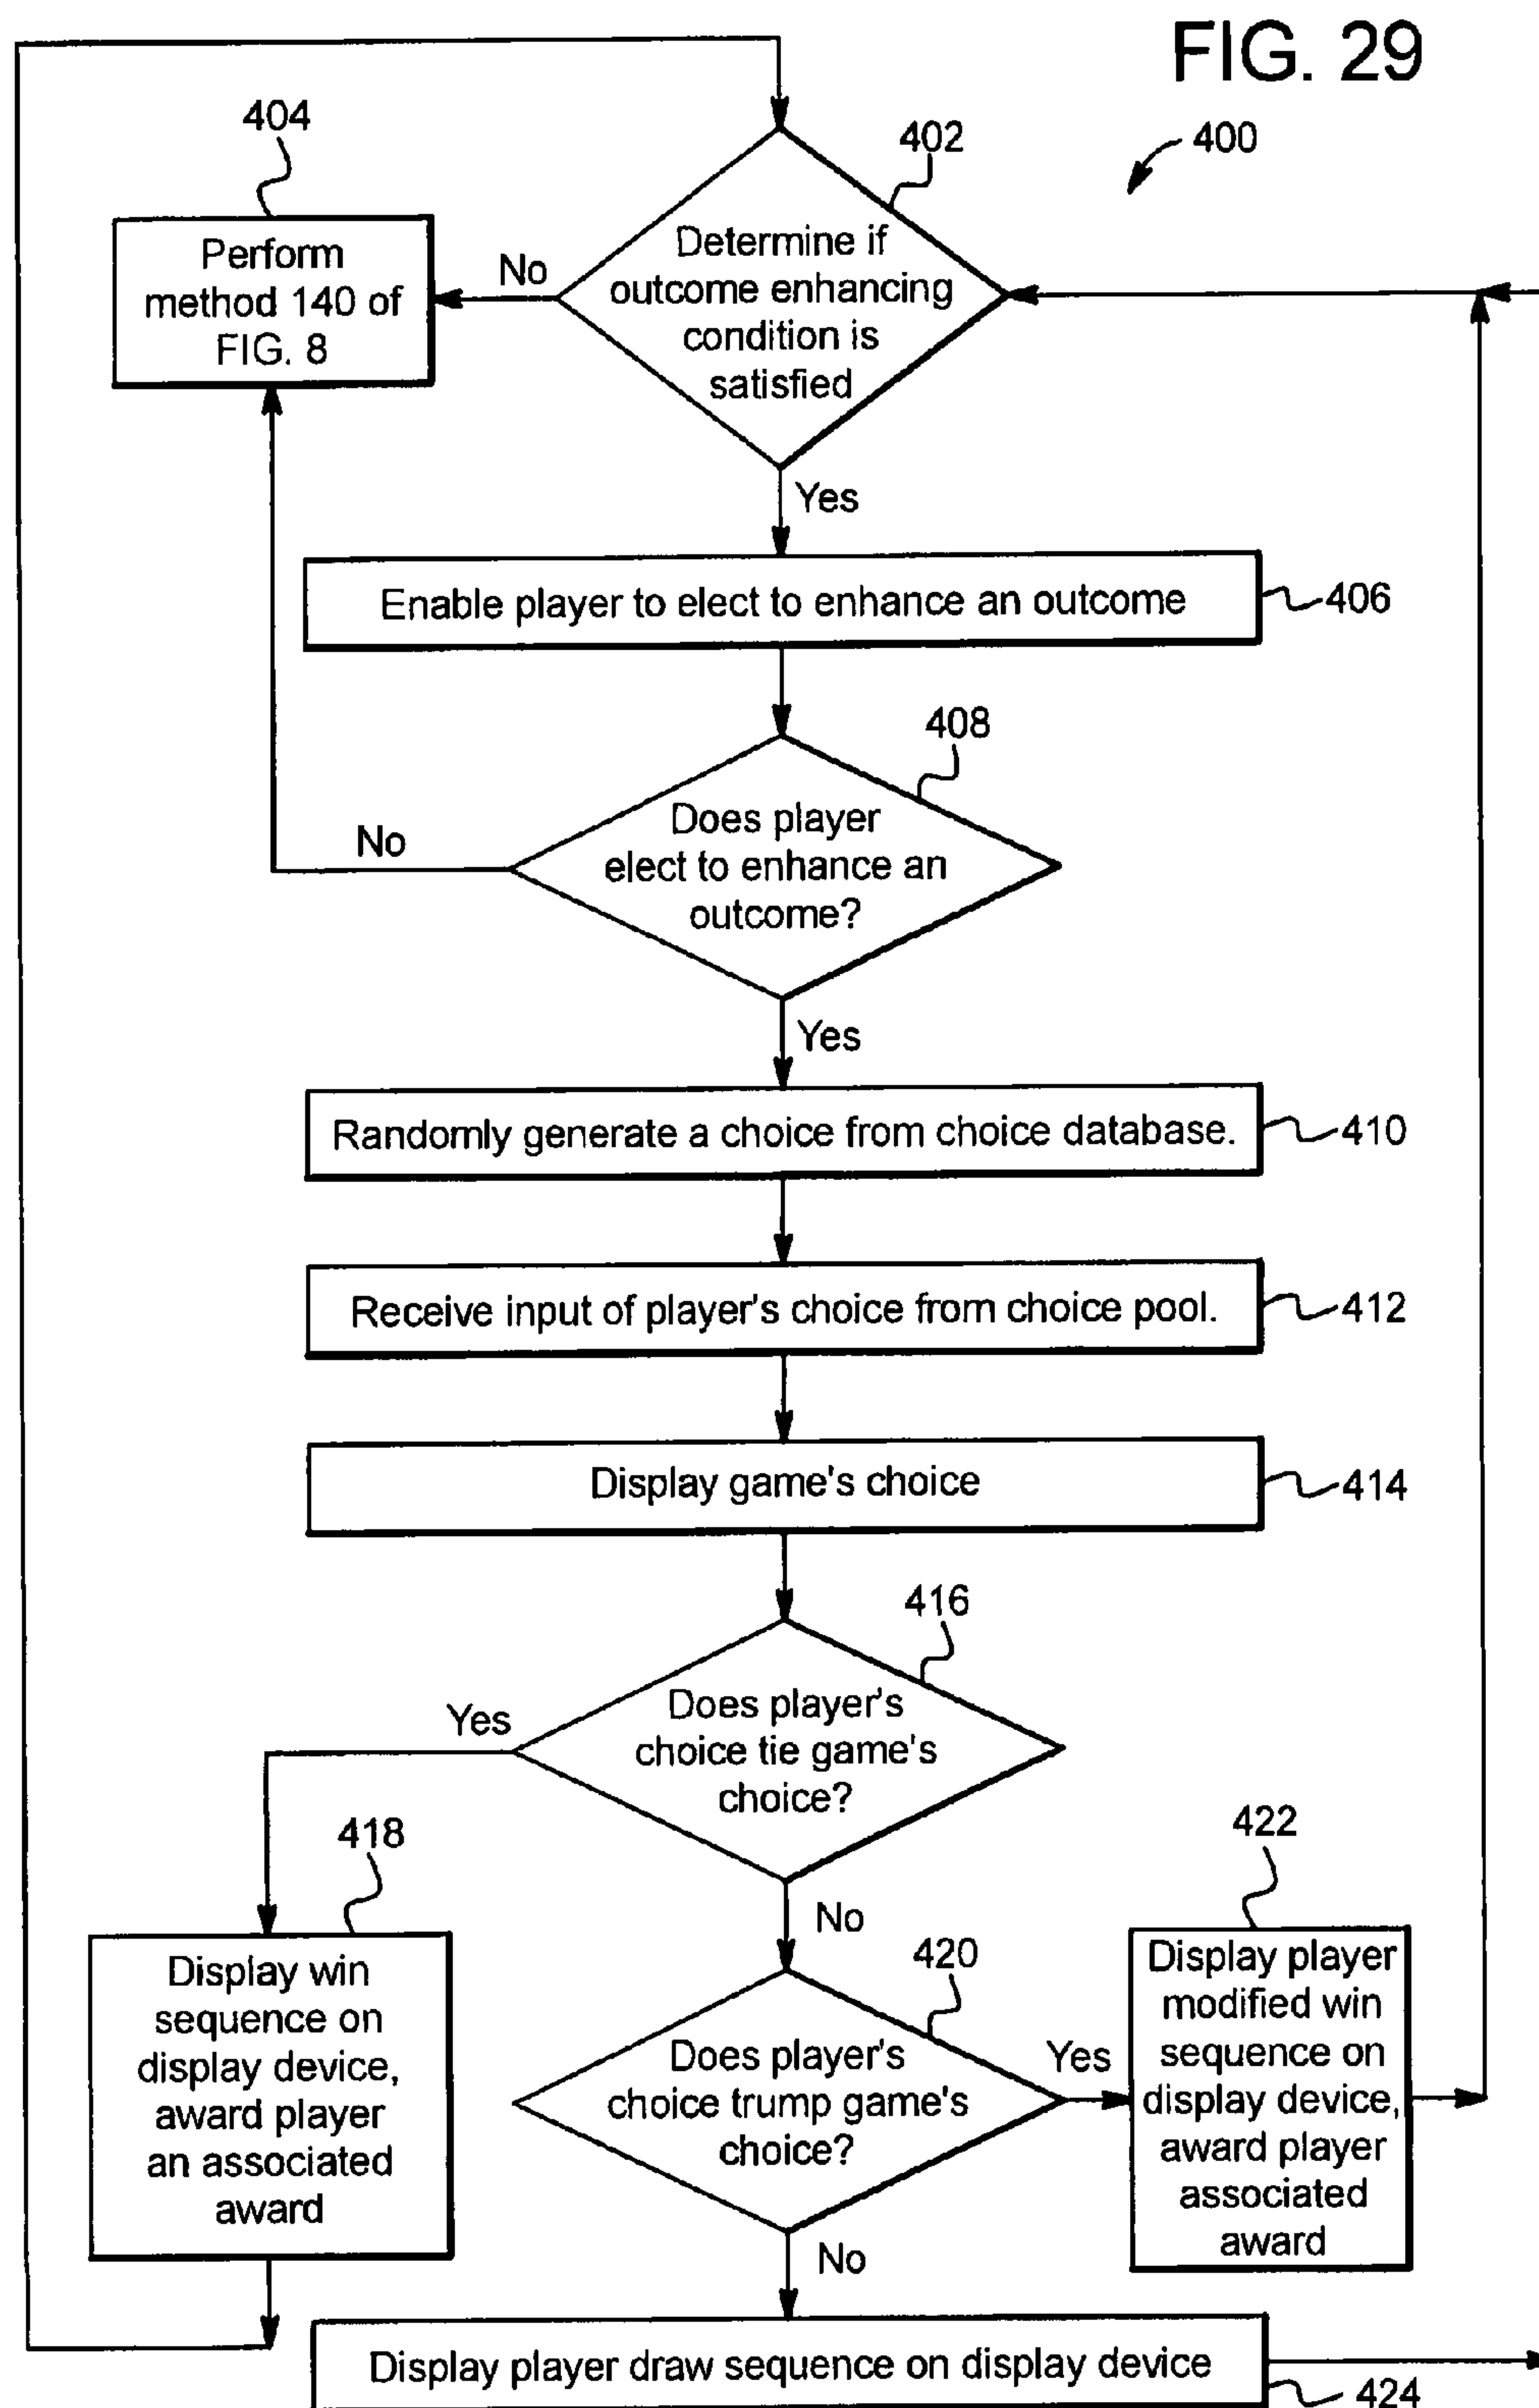 FIG. 29
400
404
402
Perform
method 140 of
FIG. 8
No
Determine if
outcome enhancing
condition is
satisfied
Yes
Enable player to elect to enhance an outcome
406
408
Does player
elect to enhance an
outcome?
No
Yes
Randomly generate a choice from choice database.
410
Receive input of player's choice from choice pool.
412
Display game's choice
414
416
Does player's
choice tie game's
choice?
Yes
No
418
Display win
sequence on
display device,
award player
an associated
award
420
Does player's
choice trump game's
choice?
Yes
No
422
Display player
modified win
sequence on
display device,
award player
associated
award
Display player draw sequence on display device
424